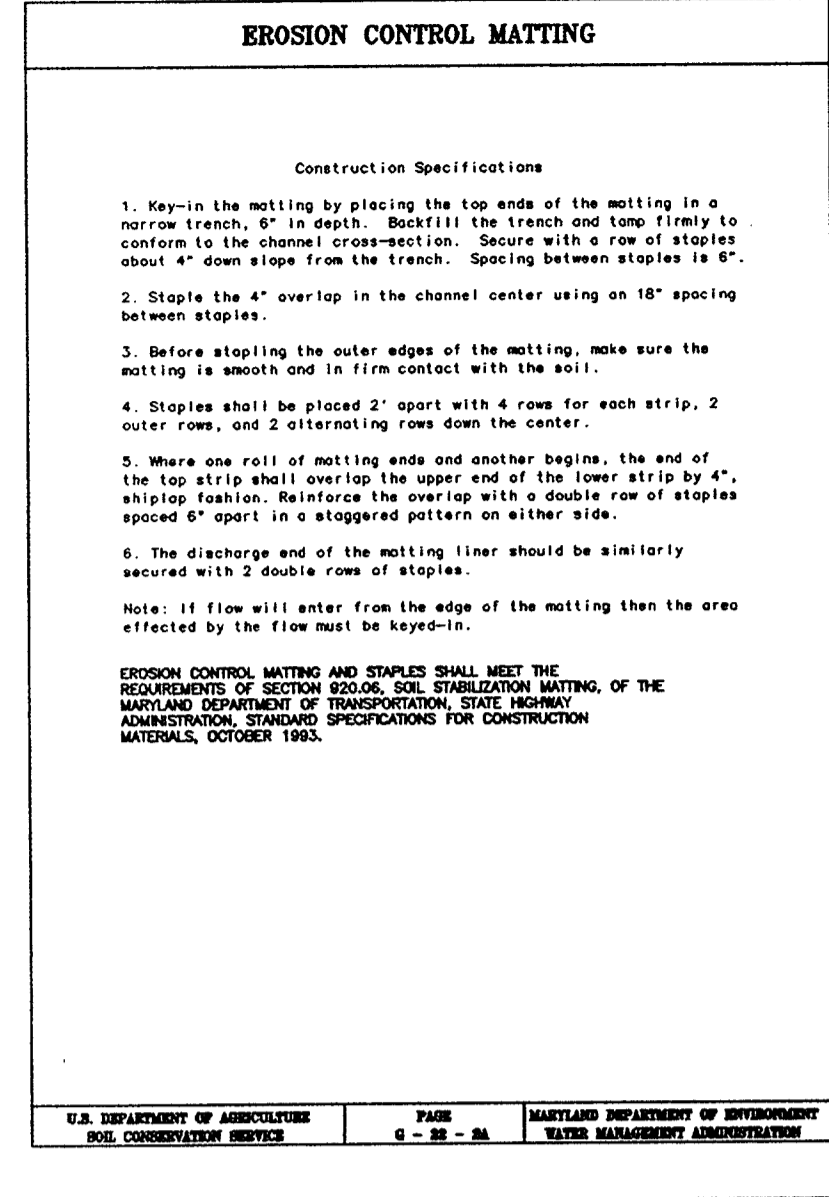 EROSION CONTROL MATTING
Construction Specifications
1. Key-in the matting by placing the top ends of the matting in a
narrow trench, 6" in depth. Backfill the trench and tamp firmly to
conform to the channel cross-section. Secure with a row of staples
about 4" down slope from the trench. Spacing between staples is 6".
2. Staple the 4" overlap in the channel center using an 18" spacing
between staples.
3. Before stapling the outer edges of the matting, make sure the
matting is smooth and in firm contact with the soil.
4. Staples shall be placed 2' apart with 4 rows for each strip, 2
outer rows, and 2 alternating rows down the center.
5. Where one roll of matting ends and another begins, the end of
the top strip shall overlap the upper end of the lower strip by 4",
shiplap fashion. Reinforce the overlap with a double row of staples
spaced 6" apart in a staggered pattern on either side.
6. The discharge end of the matting liner should be similarly
secured with 2 double rows of staples.
Note: If flow will enter from the edge of the matting then the area
effected by the flow must be keyed-in.
EROSION CONTROL MATTING AND STAPLES SHALL MEET THE
REQUIREMENTS OF SECTION 920.06, SOIL STABILIZATION MATTING, OF THE
MARYLAND DEPARTMENT OF TRANSPORTATION, STATE HIGHWAY
ADMINISTRATION, STANDARD SPECIFICATIONS FOR CONSTRUCTION
MATERIALS, OCTOBER 1993.
U.S. DEPARTMENT OF AGRICULTURE
SOIL CONSERVATION SERVICE
PAGE
G - 22 - 2A
MARYLAND DEPARTMENT OF ENVIRONMENT
WATER MANAGEMENT ADMINISTRATION